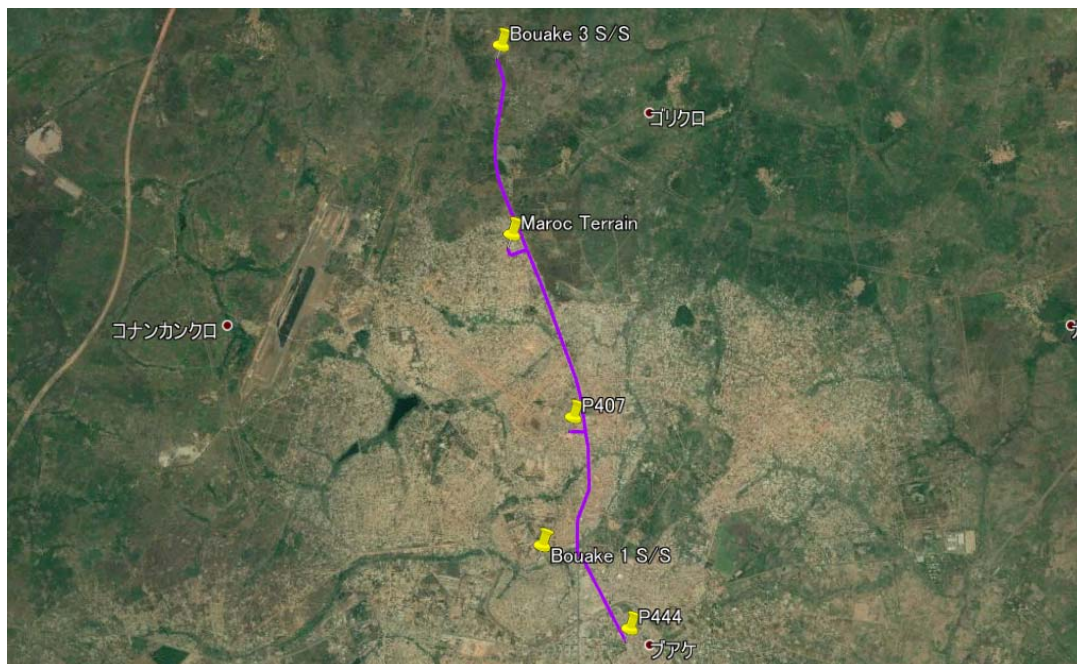 Bouake 3 S/S
ゴリクロ
Maroc Terrain
コナンカンクロ
P407
Bouake 1 S/S
P444
ブアケ